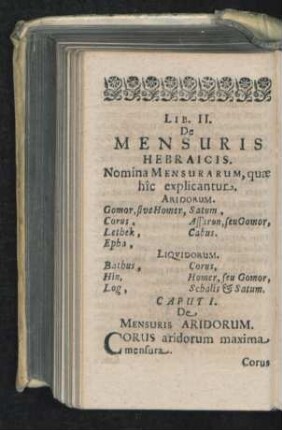 LIB. II.
De
MENSURIS
HEBRAICIS.
Nomina MENSURARUM, quæ
hîc explicantur.
ARIDORUM.
Gomor, sive Homer, Satum,
Corus, Assaron, seu Gomor,
Lethek, Cabus.
Epha,
LIQVIDORUM.
Bathus, Corus,
Hin, Homer, seu Gomor,
Log, Schalis & Satum.
CAPUT I.
De
MENSURIS ARIDORUM.
CORUS aridorum maxima
mensura.
Corus